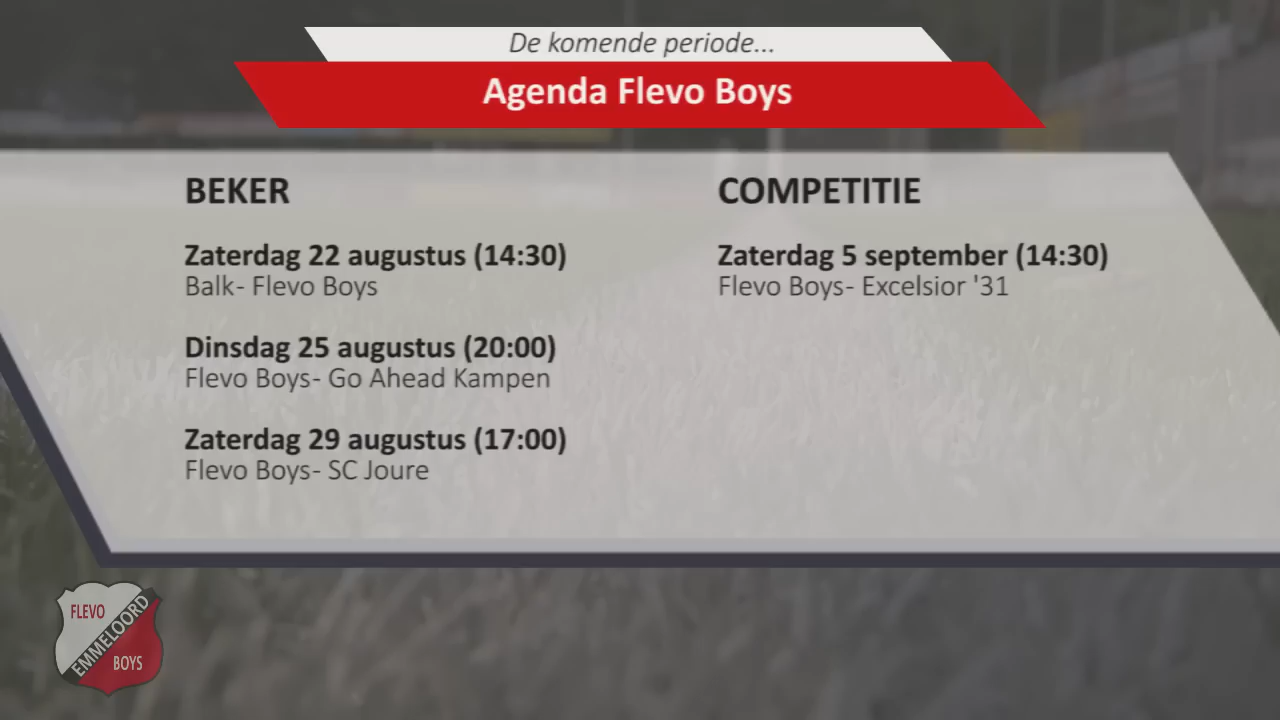 De komende periode...
Agenda Flevo Boys
BEKER
Zaterdag 22 augustus (14:30)
Balk- Flevo Boys
Dinsdag 25 augustus (20:00)
Flevo Boys- Go Ahead Kampen
Zaterdag 29 augustus (17:00)
Flevo Boys- SC Joure
COMPETITIE
Zaterdag 5 september (14:30)
Flevo Boys- Excelsior '31
FLEVO
EMMELOORD
BOYS